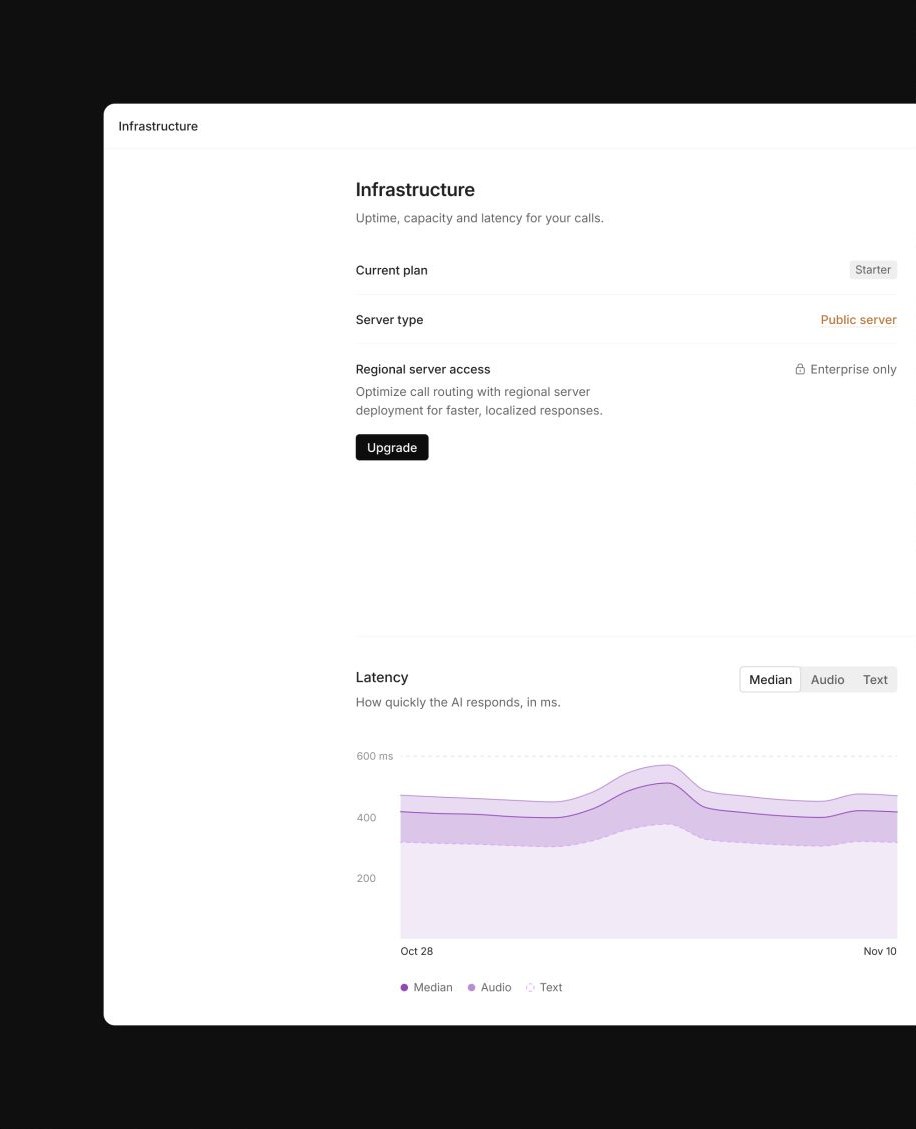 Infrastructure
Infrastructure
Uptime, capacity and latency for your calls.
Current plan
Starter
Server type
Public server
Regional server access
Enterprise only
Optimize call routing with regional server
deployment for faster, localized responses.
Upgrade
Latency
Median Audio Text
How quickly the AI responds, in ms.
600 ms
400
200
Oct 28
Nov 10
Median Audio Text